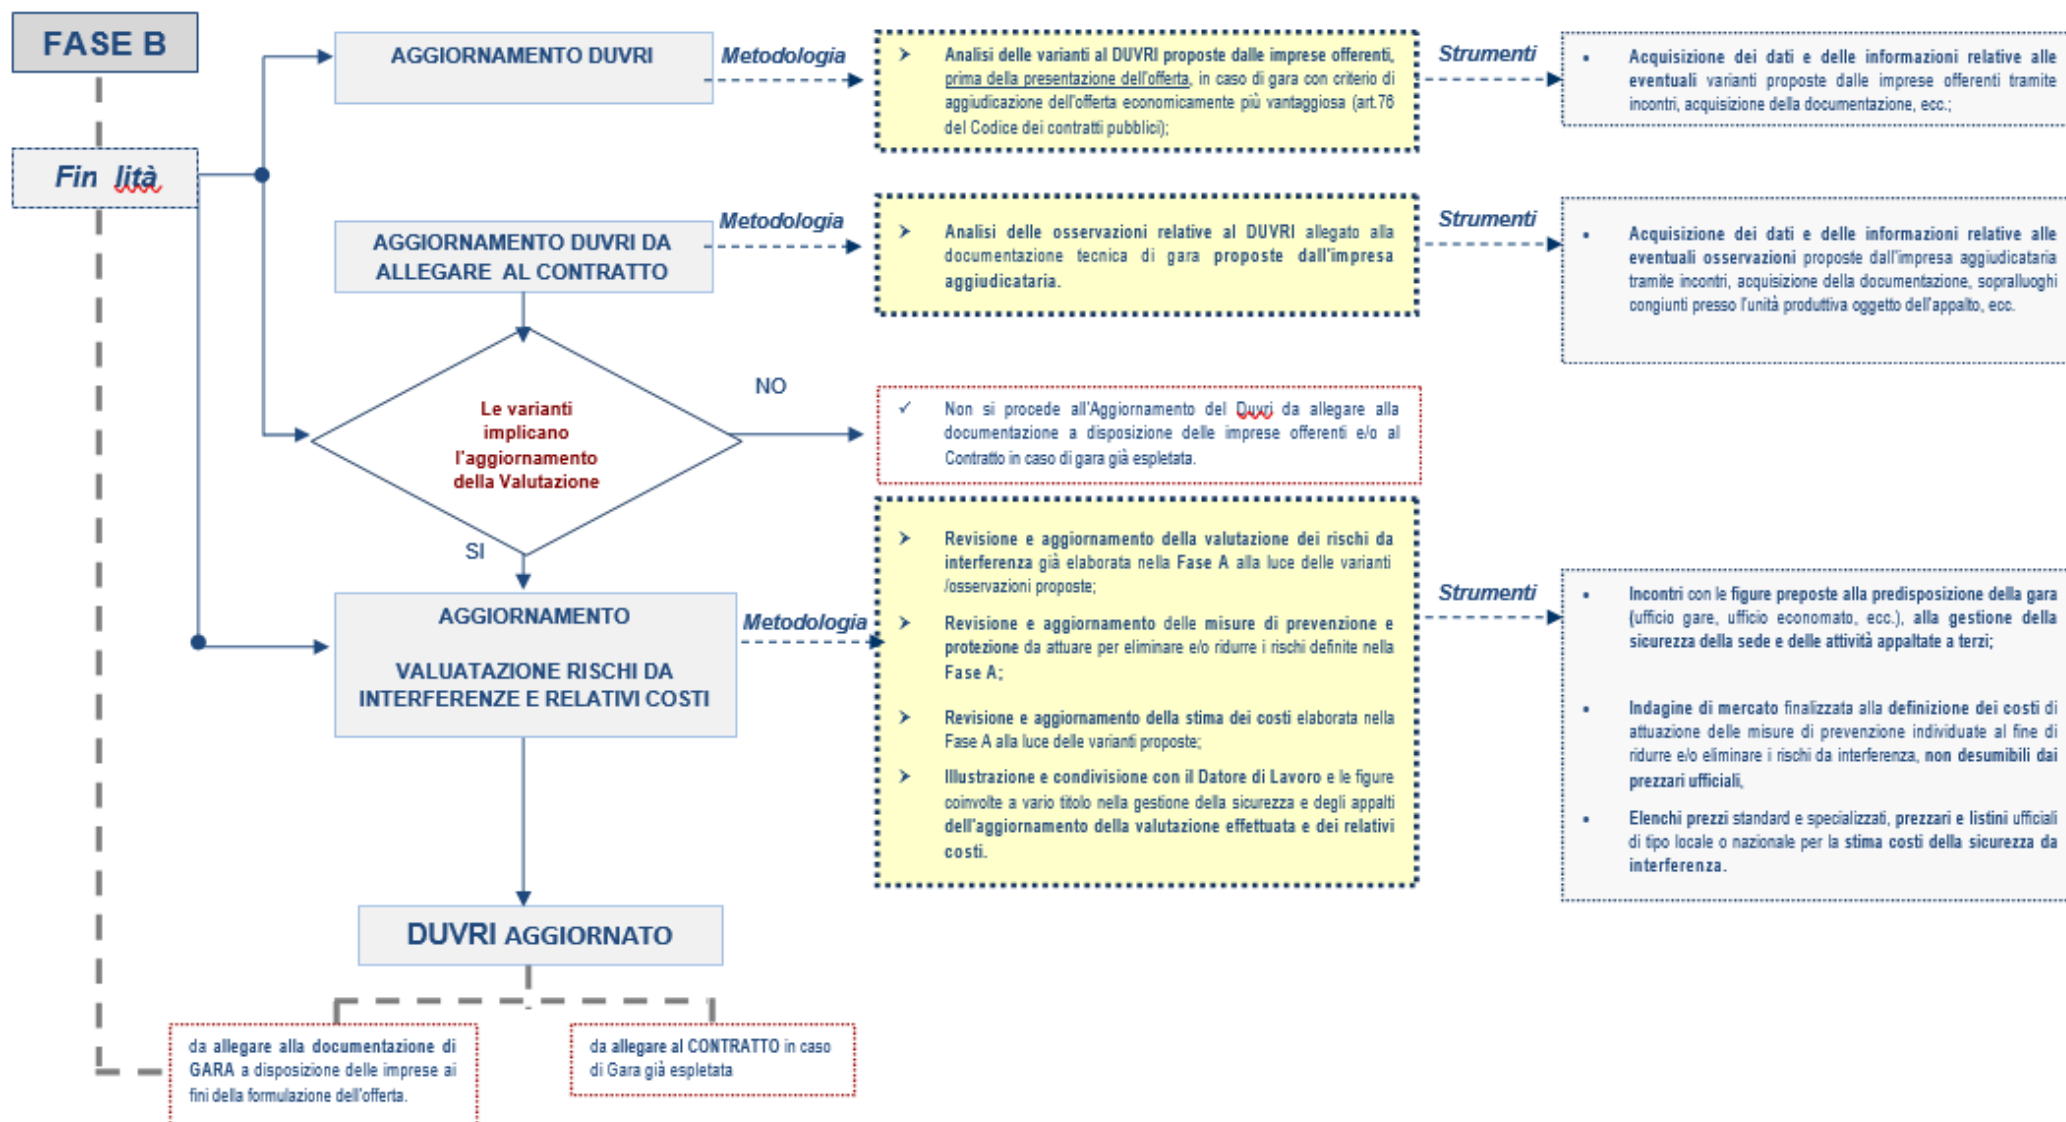 FASE B
Fin lità
AGGIORNAMENTO DUVRI
Metodologia
Analisi delle varianti al DUVRI proposte dalle imprese offerenti,
prima della presentazione dell'offerta, in caso di gara con criterio di
aggiudicazione dell'offerta economicamente più vantaggiosa (art.76
del Codice dei contratti pubblici);
Strumenti
Acquisizione dei dati e delle informazioni relative alle
eventuali varianti proposte dalle imprese offerenti tramite
incontri, acquisizione della documentazione, ecc.;
AGGIORNAMENTO DUVRI DA
ALLEGARE AL CONTRATTO
Metodologia
Analisi delle osservazioni relative al DUVRI allegato alla
documentazione tecnica di gara proposte dall'impresa
aggiudicataria.
Strumenti
Acquisizione dei dati e delle informazioni relative alle
eventuali osservazioni proposte dall'impresa aggiudicataria
tramite incontri, acquisizione della documentazione, sopralluoghi
congiunti presso l'unità produttiva oggetto dell'appalto, ecc.
Le varianti
implicano
l'aggiornamento
della Valutazione
NO
Non si procede all'Aggiornamento del Duvri da allegare alla
documentazione a disposizione delle imprese offerenti e/o al
Contratto in caso di gara già espletata.
SI
AGGIORNAMENTO
VALUATAZIONE RISCHI DA
INTERFERENZE E RELATIVI COSTI
Metodologia
Revisione e aggiornamento della valutazione dei rischi da
interferenza già elaborata nella Fase A alla luce delle varianti
/osservazioni proposte;
Revisione e aggiornamento delle misure di prevenzione e
protezione da attuare per eliminare e/o ridurre i rischi definite nella
Fase A;
Revisione e aggiornamento della stima dei costi elaborata nella
Fase A alla luce delle varianti proposte;
Illustrazione e condivisione con il Datore di Lavoro e le figure
coinvolte a vario titolo nella gestione della sicurezza e degli appalti
dell'aggiornamento della valutazione effettuata e dei relativi
costi.
Strumenti
Incontri con le figure preposte alla predisposizione della gara
(ufficio gare, ufficio economato, ecc.), alla gestione della
sicurezza della sede e delle attività appaltate a terzi;
Indagine di mercato finalizzata alla definizione dei costi di
attuazione delle misure di prevenzione individuate al fine di
ridurre e/o eliminare i rischi da interferenza, non desumibili dai
prezzari ufficiali,
Elenchi prezzi standard e specializzati, prezzari e listini ufficiali
di tipo locale o nazionale per la stima costi della sicurezza da
interferenza.
DUVRI AGGIORNATO
da allegare alla documentazione di
GARA a disposizione delle imprese ai
fini della formulazione dell'offerta.
da allegare al CONTRATTO in caso
di Gara già espletata